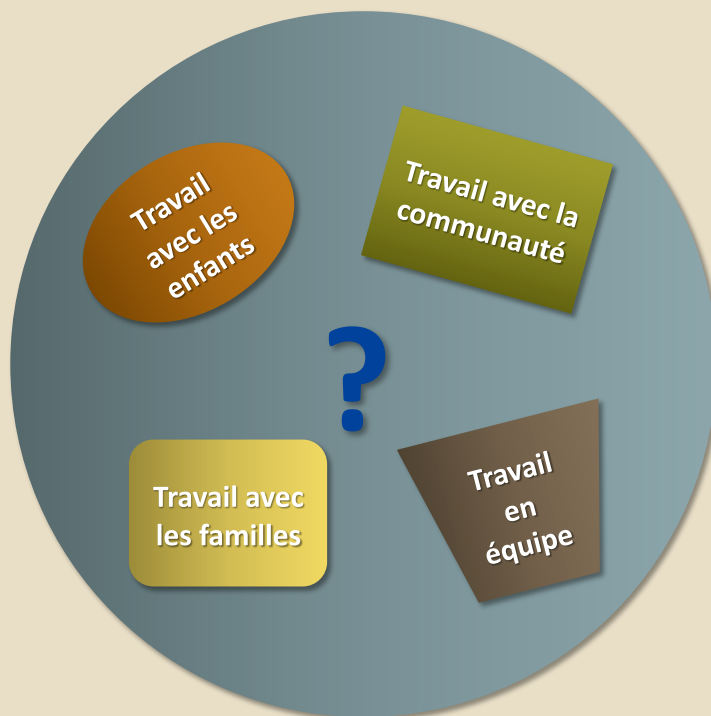 Travail
avec les
enfants
Travail avec la
communauté
?
Travail avec
les familles
Travail
en
équipe